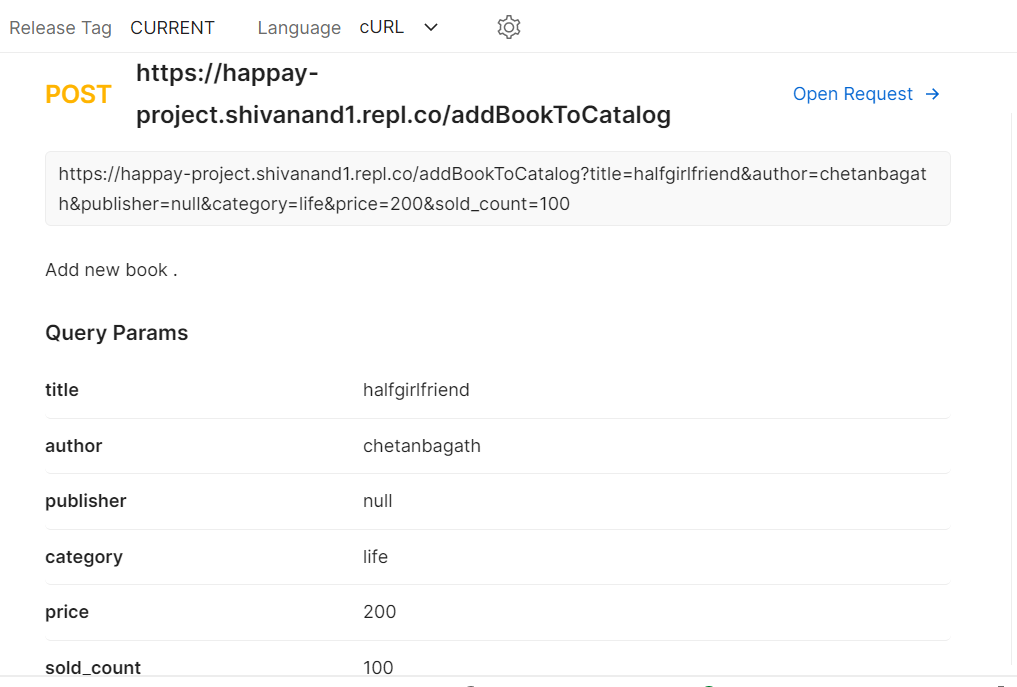 Release Tag CURRENT Language cURL
POST https://happay-
project.shivanand1.repl.co/addBookToCatalog
Open Request →
https://happay-project.shivanand1.repl.co/addBookToCatalog?title=halfgirlfriend&author=chetanbagat
h&publisher=null&category=life&price=200&sold_count=100
Add new book .
Query Params
title halfgirlfriend
author chetanbagath
publisher null
category life
price 200
sold_count 100